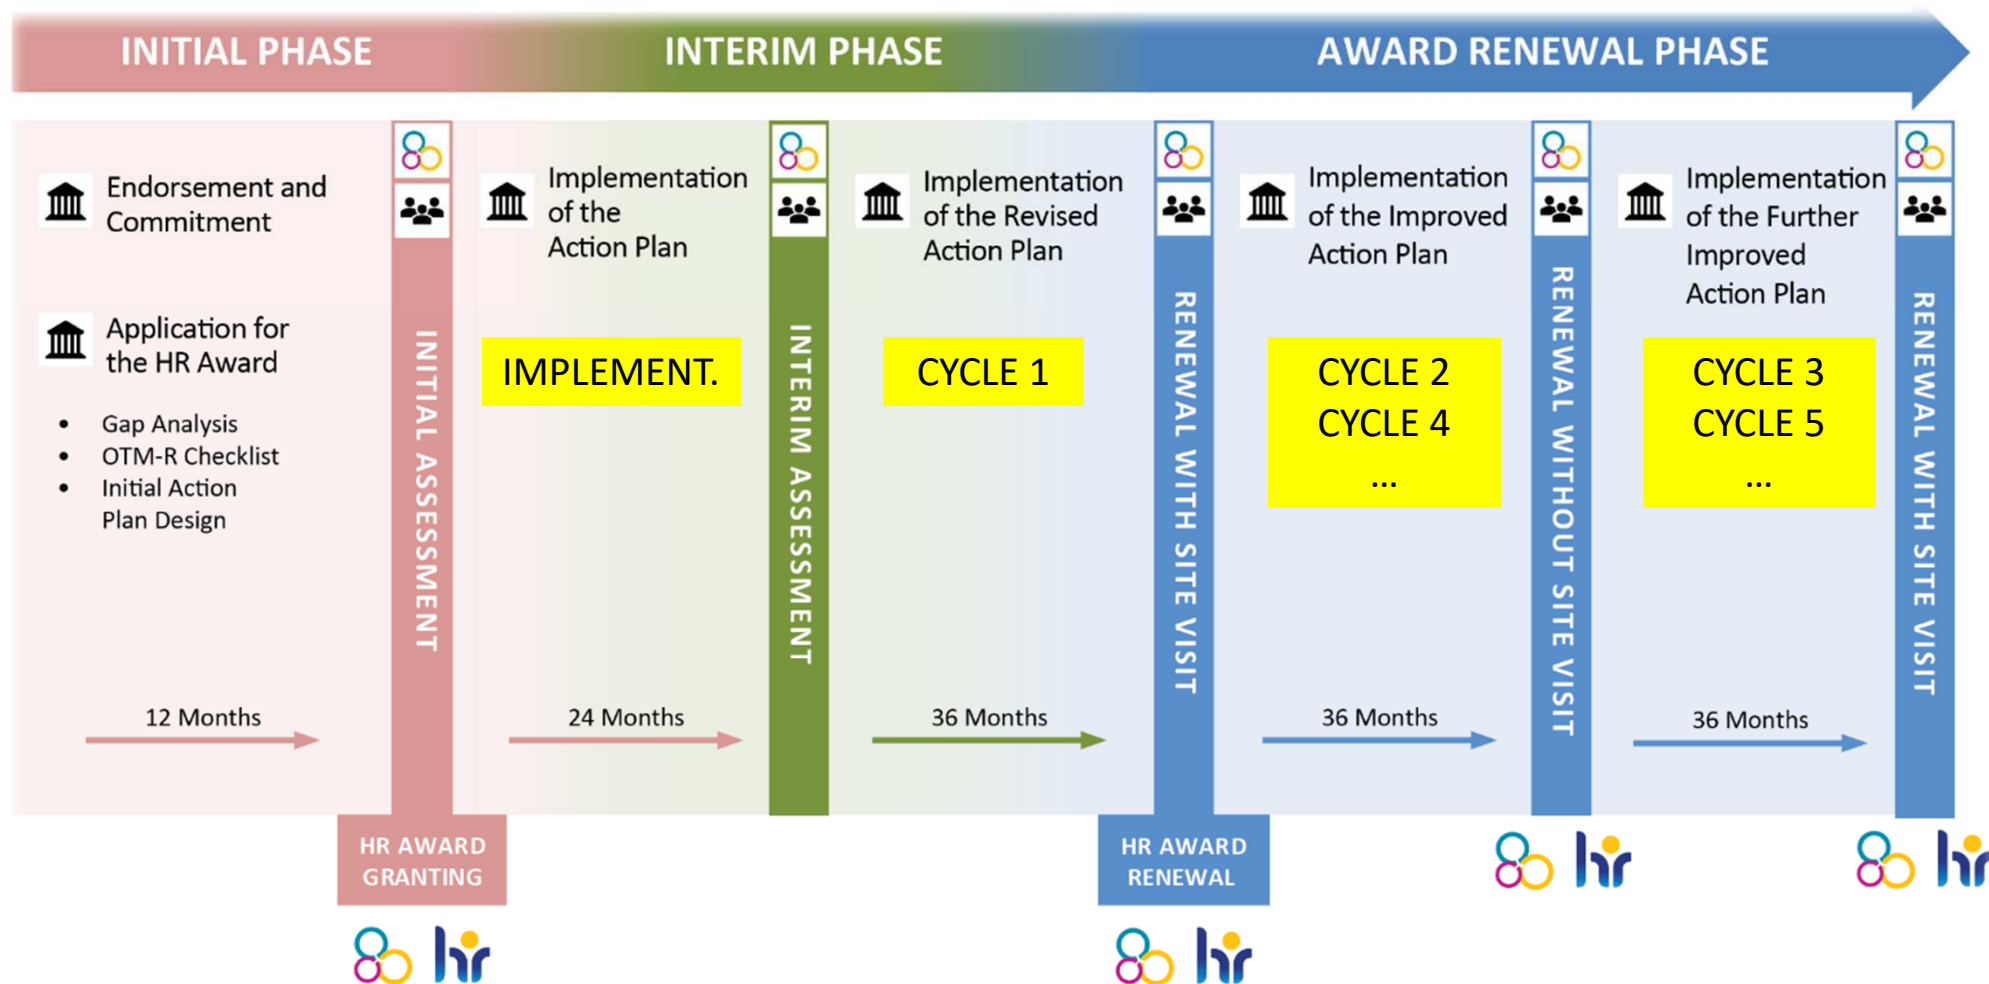 INITIAL PHASE
INTERIM PHASE
AWARD RENEWAL PHASE
Endorsement and
Commitment
Application for
the HR Award
• Gap Analysis
• OTM-R Checklist
• Initial Action
Plan Design
12 Months
INITIAL ASSESSMENT
HR AWARD
GRANTING
hr
Implementation
of the
Action Plan
IMPLEMENT.
24 Months
INTERIM ASSESSMENT
Implementation
of the Revised
Action Plan
CYCLE 1
36 Months
RENEWAL WITH SITE VISIT
HR AWARD
RENEWAL
hr
Implementation
of the Improved
Action Plan
CYCLE 2
CYCLE 4
...
36 Months
RENEWAL WITHOUT SITE VISIT
hr
Implementation
of the Further
Improved
Action Plan
CYCLE 3
CYCLE 5
...
36 Months
RENEWAL WITH SITE VISIT
hr